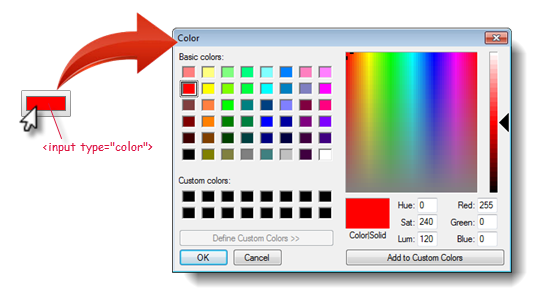 Color
Basic colors:
<input type="color">
Custom colors:
Hue: 0 Red: 255
Sat: 240 Green: 0
Color|Solid Lum: 120 Blue: 0
Define Custom Colors >>
OK Cancel Add to Custom Colors